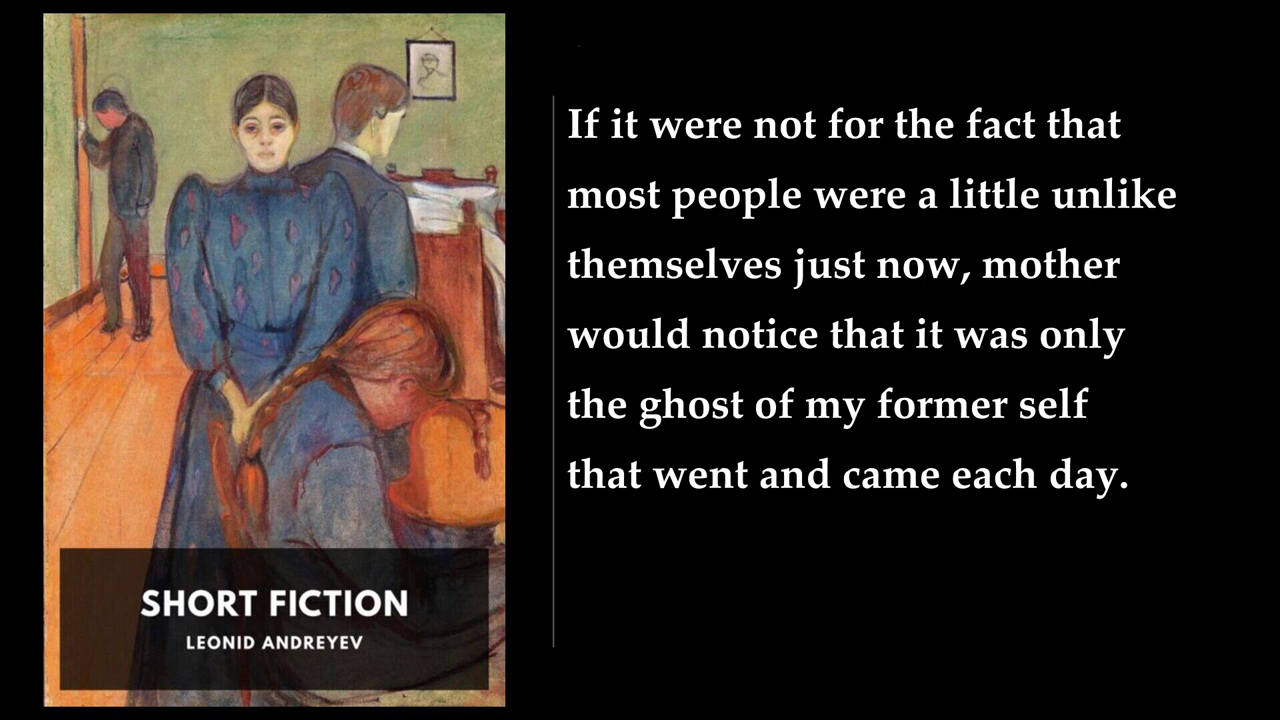 SHORT FICTION
LEONID ANDREYEV
If it were not for the fact that
most people were a little unlike
themselves just now, mother
would notice that it was only
the ghost of my former self
that went and came each day.